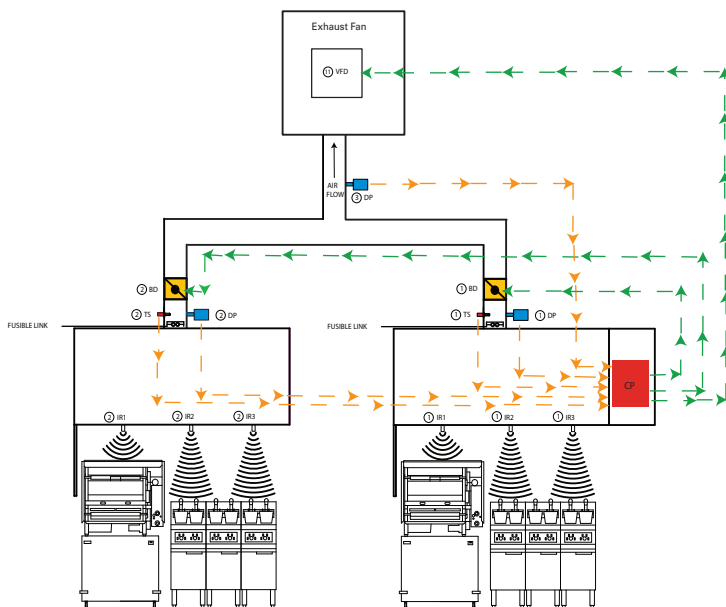 Exhaust Fan
11 VFD
AIR
FLOW
3 DP
2 BD
1 BD
2 TS
2 DP
1 TS
1 DP
FUSIBLE LINK
FUSIBLE LINK
CP
2 IR1
2 IR2
2 IR3
1 IR1
1 IR2
1 IR3